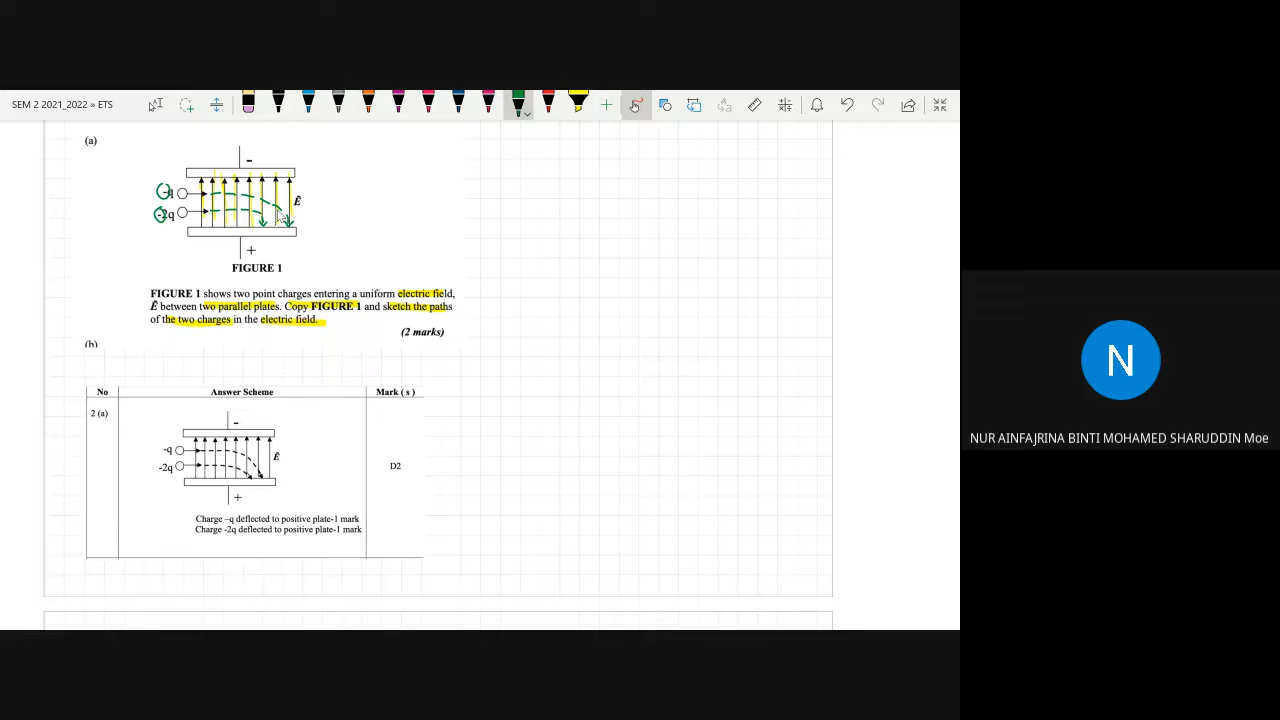 SEM 2 2021_2022 » ETS
(a)
-
-q
-2q
Ē
+
FIGURE 1
FIGURE 1 shows two point charges entering a uniform electric field,
Ē between two parallel plates. Copy FIGURE 1 and sketch the paths
of the two charges in the electric field.
(2 marks)
(b)
No Answer Scheme Mark ( s )
2 (a)
-
-q
-2q
Ē
D2
+
Charge –q deflected to positive plate-1 mark
Charge -2q deflected to positive plate-1 mark
N
NUR AINFAJRINA BINTI MOHAMED SHARUDDIN Moe